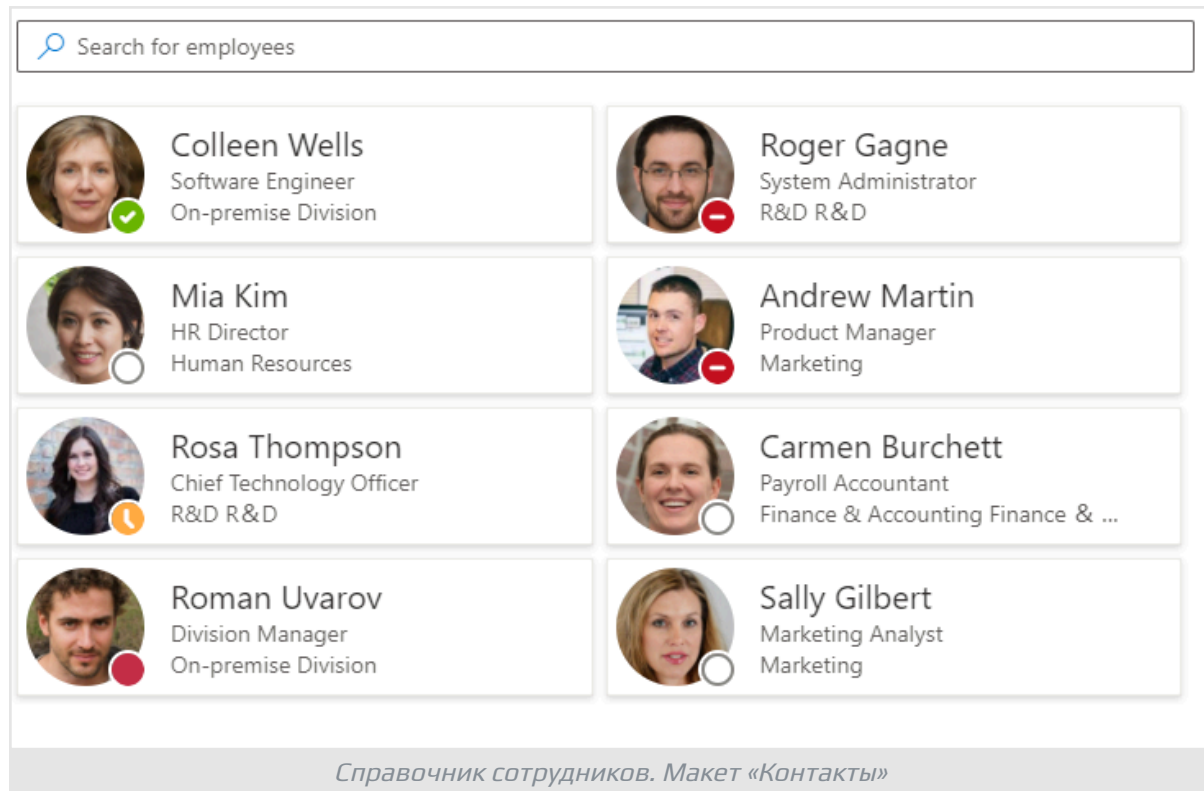 Search for employees
Colleen Wells
Software Engineer
On-premise Division
Roger Gagne
System Administrator
R&D R&D
Mia Kim
HR Director
Human Resources
Andrew Martin
Product Manager
Marketing
Rosa Thompson
Chief Technology Officer
R&D R&D
Carmen Burchett
Payroll Accountant
Finance & Accounting Finance & ...
Roman Uvarov
Division Manager
On-premise Division
Sally Gilbert
Marketing Analyst
Marketing
Справочник сотрудников. Макет «Контакты»